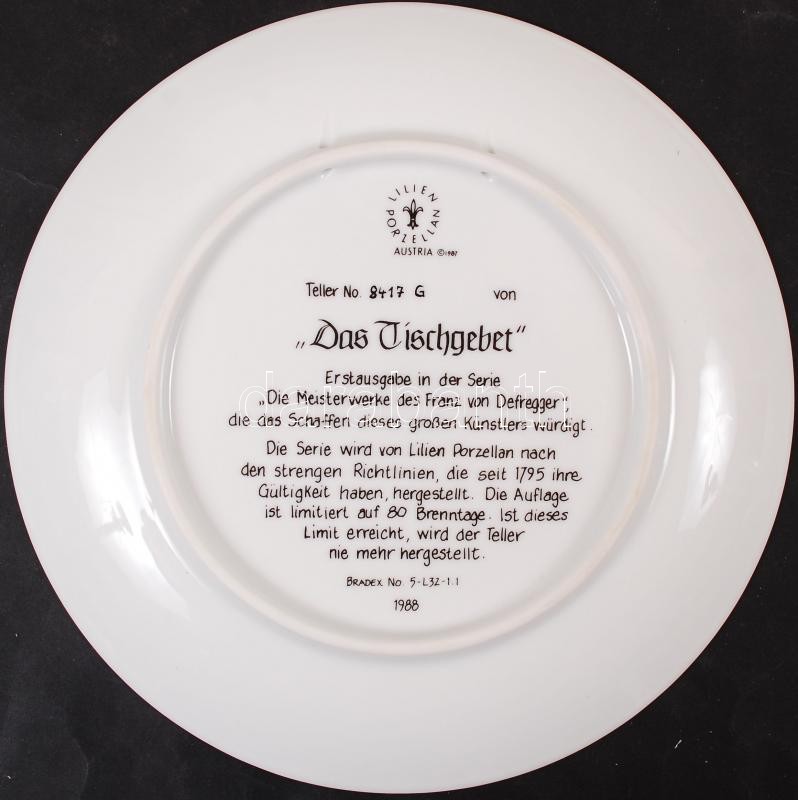 LILIEN
PORZELLAN
AUSTRIA ©1987
Teller No. 8417 G von
„Das Tischgebet"
Erstausgabe in der Serie
„Die Meisterwerke des Franz von Defregger",
die das Schaffen dieses großen Künstlers würdigt.
Die Serie wird von Lilien Porzellan nach
den strengen Richtlinien, die seit 1795 ihre
Gültigkeit haben, hergestellt. Die Auflage
ist limitiert auf 80 Brenntage. Ist dieses
Limit erreicht, wird der Teller
nie mehr hergestellt.
BRADEX No. 5-L32-1.1
1988
darabanth